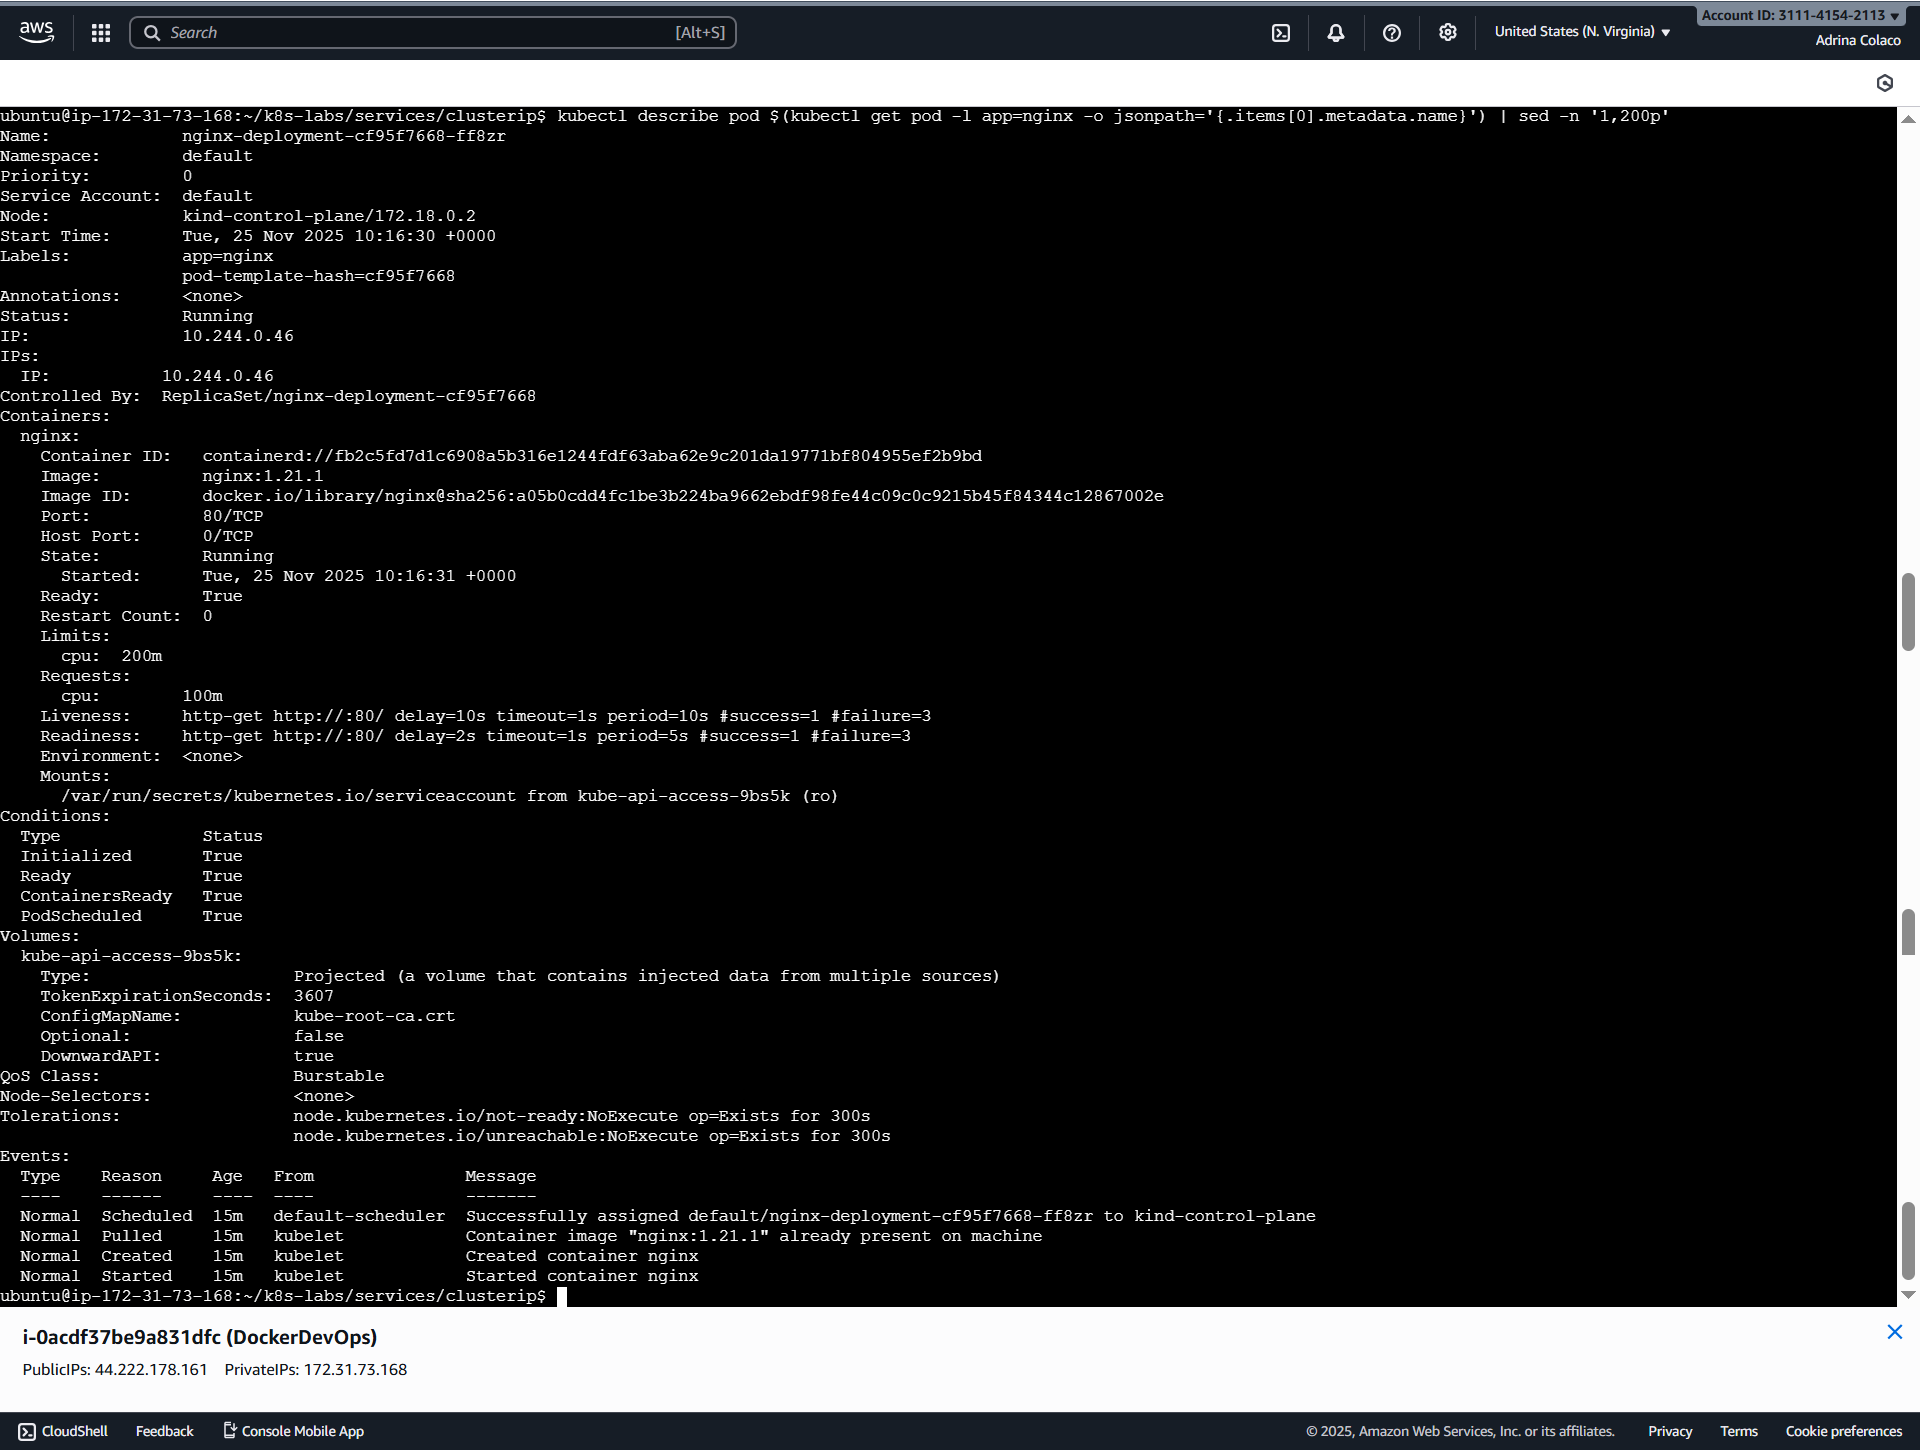 aws
Search [Alt+S]
United States (N. Virginia) ▼
Account ID: 3111-4154-2113 ▼
Adrina Colaco
ubuntu@ip-172-31-73-168:~/k8s-labs/services/clusterip$ kubectl describe pod $(kubectl get pod -l app=nginx -o jsonpath='{.items[0].metadata.name}') | sed -n '1,200p'
Name:             nginx-deployment-cf95f7668-ff8zr
Namespace:        default
Priority:         0
Service Account:  default
Node:             kind-control-plane/172.18.0.2
Start Time:       Tue, 25 Nov 2025 10:16:30 +0000
Labels:           app=nginx
                  pod-template-hash=cf95f7668
Annotations:      <none>
Status:           Running
IP:               10.244.0.46
IPs:
  IP:           10.244.0.46
Controlled By:  ReplicaSet/nginx-deployment-cf95f7668
Containers:
  nginx:
    Container ID:   containerd://fb2c5fd7d1c6908a5b316e1244fdf63aba62e9c201da19771bf804955ef2b9bd
    Image:          nginx:1.21.1
    Image ID:       docker.io/library/nginx@sha256:a05b0cdd4fc1be3b224ba9662ebdf98fe44c09c0c9215b45f84344c12867002e
    Port:           80/TCP
    Host Port:      0/TCP
    State:          Running
      Started:      Tue, 25 Nov 2025 10:16:31 +0000
    Ready:          True
    Restart Count:  0
    Limits:
      cpu:  200m
    Requests:
      cpu:        100m
    Liveness:     http-get http://:80/ delay=10s timeout=1s period=10s #success=1 #failure=3
    Readiness:    http-get http://:80/ delay=2s timeout=1s period=5s #success=1 #failure=3
    Environment:  <none>
    Mounts:
      /var/run/secrets/kubernetes.io/serviceaccount from kube-api-access-9bs5k (ro)
Conditions:
  Type              Status
  Initialized       True
  Ready             True
  ContainersReady   True
  PodScheduled      True
Volumes:
  kube-api-access-9bs5k:
    Type:                    Projected (a volume that contains injected data from multiple sources)
    TokenExpirationSeconds:  3607
    ConfigMapName:           kube-root-ca.crt
    Optional:                false
    DownwardAPI:             true
QoS Class:                   Burstable
Node-Selectors:              <none>
Tolerations:                 node.kubernetes.io/not-ready:NoExecute op=Exists for 300s
                             node.kubernetes.io/unreachable:NoExecute op=Exists for 300s
Events:
  Type    Reason     Age   From               Message
  ----    ------     ----  ----               -------
  Normal  Scheduled  15m   default-scheduler  Successfully assigned default/nginx-deployment-cf95f7668-ff8zr to kind-control-plane
  Normal  Pulled     15m   kubelet            Container image "nginx:1.21.1" already present on machine
  Normal  Created    15m   kubelet            Created container nginx
  Normal  Started    15m   kubelet            Started container nginx
ubuntu@ip-172-31-73-168:~/k8s-labs/services/clusterip$
i-0acdf37be9a831dfc (DockerDevOps)
PublicIPs: 44.222.178.161 PrivateIPs: 172.31.73.168
CloudShell Feedback Console Mobile App © 2025, Amazon Web Services, Inc. or its affiliates. Privacy Terms Cookie preferences